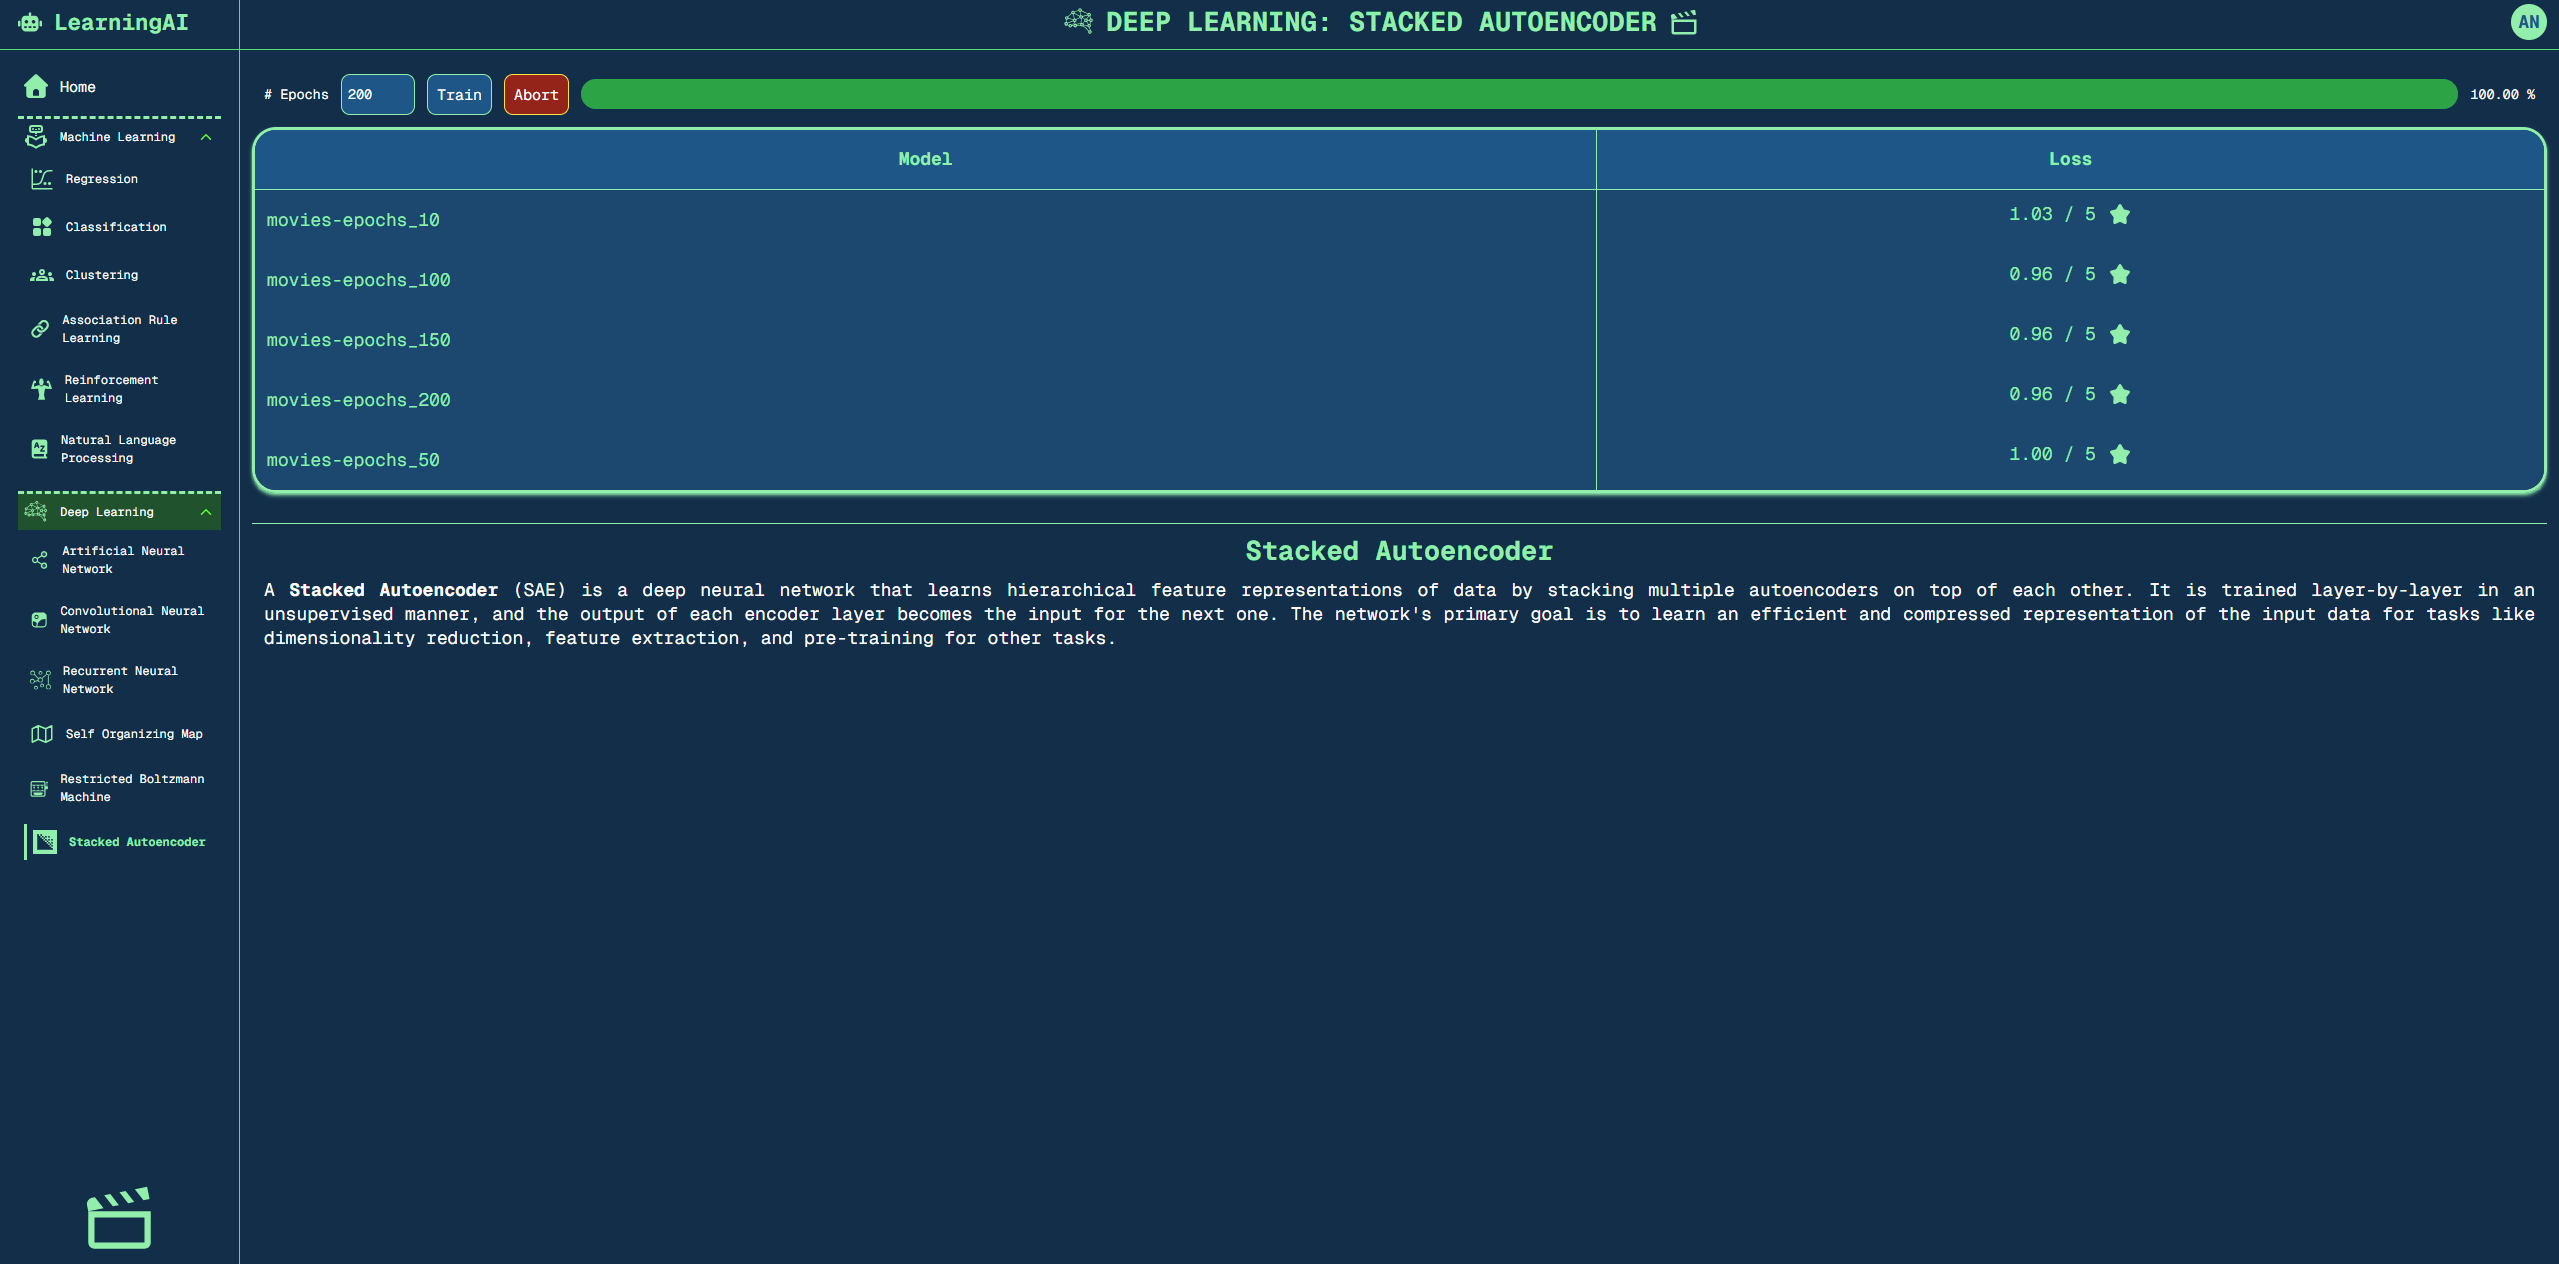 LearningAI
DEEP LEARNING: STACKED AUTOENCODER
AN
Home
Machine Learning
Regression
Classification
Clustering
Association Rule
Learning
Reinforcement
Learning
Natural Language
Processing
Deep Learning
Artificial Neural
Network
Convolutional Neural
Network
Recurrent Neural
Network
Self Organizing Map
Restricted Boltzmann
Machine
Stacked Autoencoder
# Epochs 200 Train Abort 100.00 %
Model Loss
movies-epochs_10 1.03 / 5
movies-epochs_100 0.96 / 5
movies-epochs_150 0.96 / 5
movies-epochs_200 0.96 / 5
movies-epochs_50 1.00 / 5
Stacked Autoencoder
A Stacked Autoencoder (SAE) is a deep neural network that learns hierarchical feature representations of data by stacking multiple autoencoders on top of each other. It is trained layer-by-layer in an
unsupervised manner, and the output of each encoder layer becomes the input for the next one. The network's primary goal is to learn an efficient and compressed representation of the input data for tasks like
dimensionality reduction, feature extraction, and pre-training for other tasks.